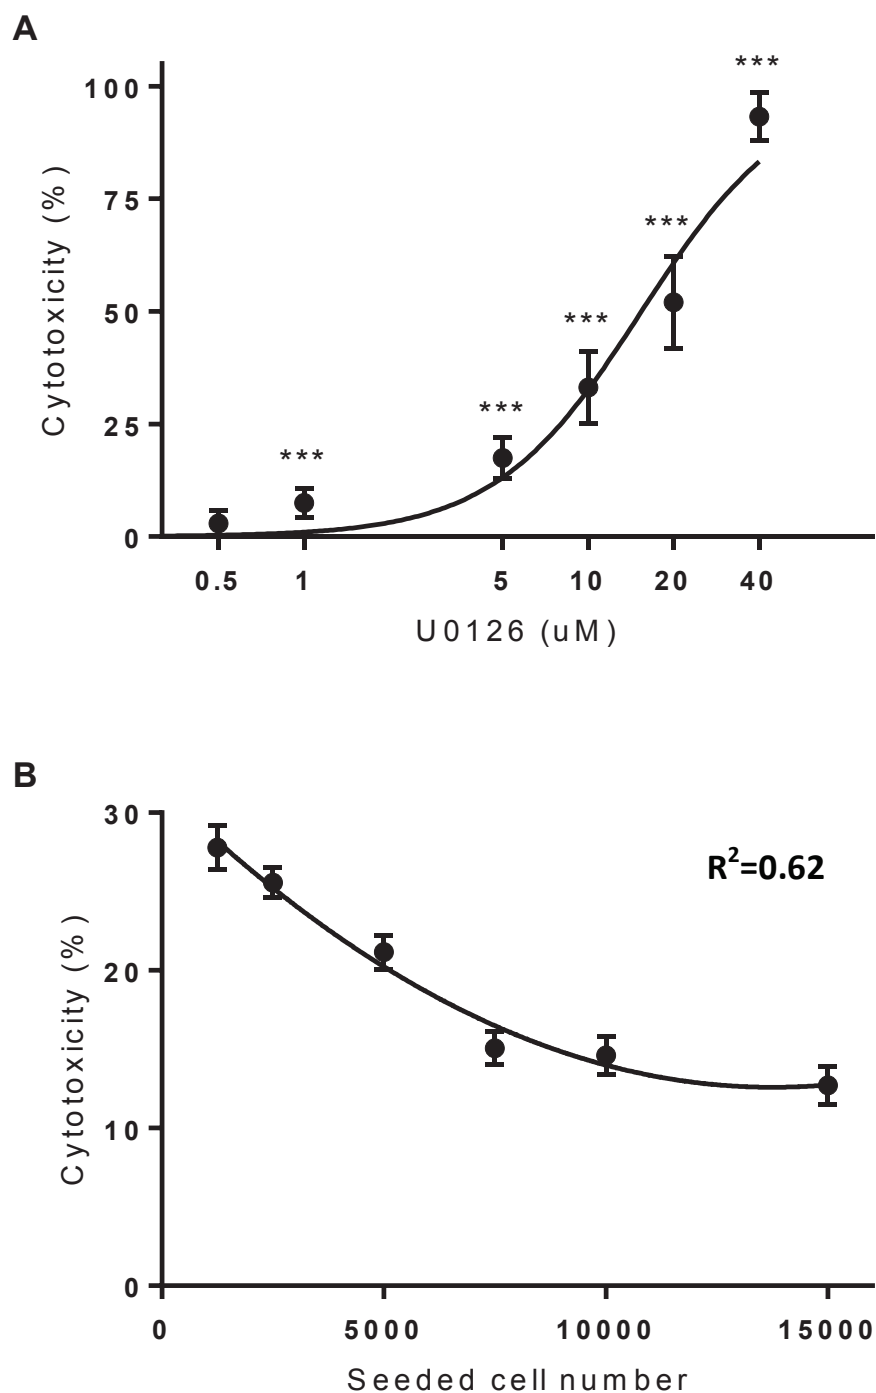 A
***
100
75
***
50
***
***
25
***
0
0.5 1 5 10 20 40
Cytotoxicity (%)
U0126 (uM)
B
30
R²=0.62
20
10
0
0 5000 10000 15000
Cytotoxicity (%)
Seeded cell number